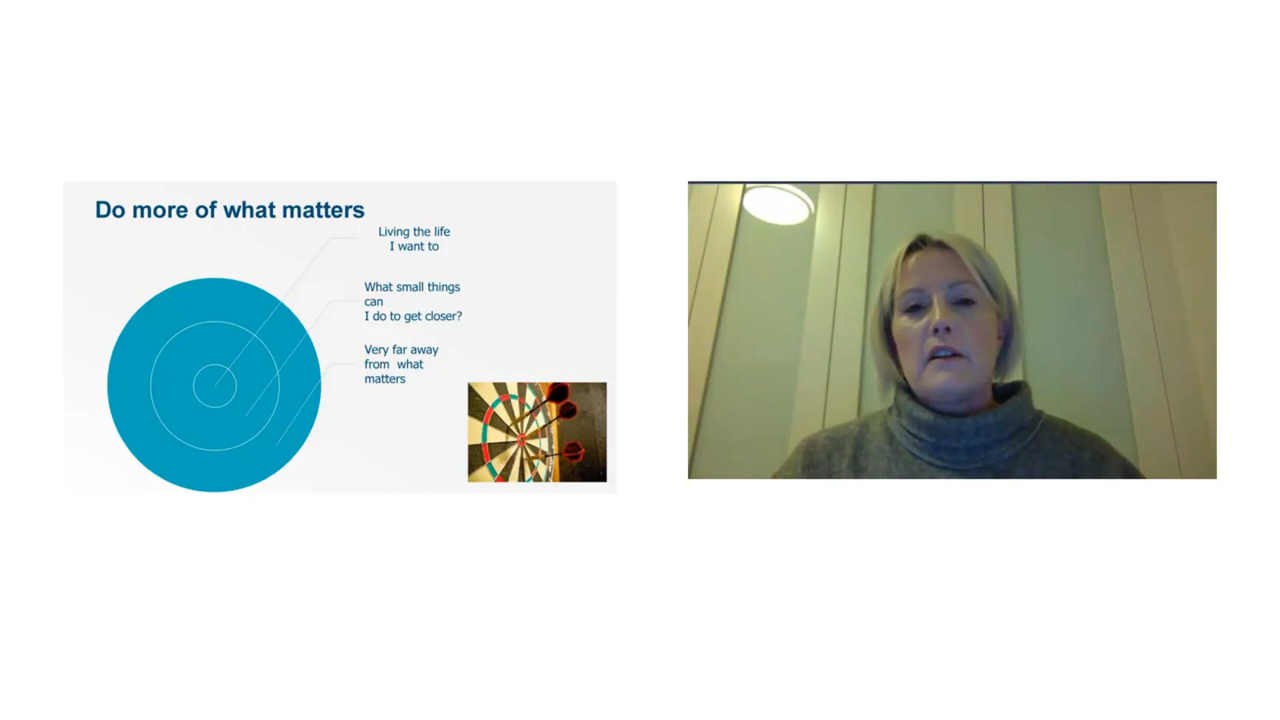 Do more of what matters
Living the life
I want to
What small things
can
I do to get closer?
Very far away
from what
matters